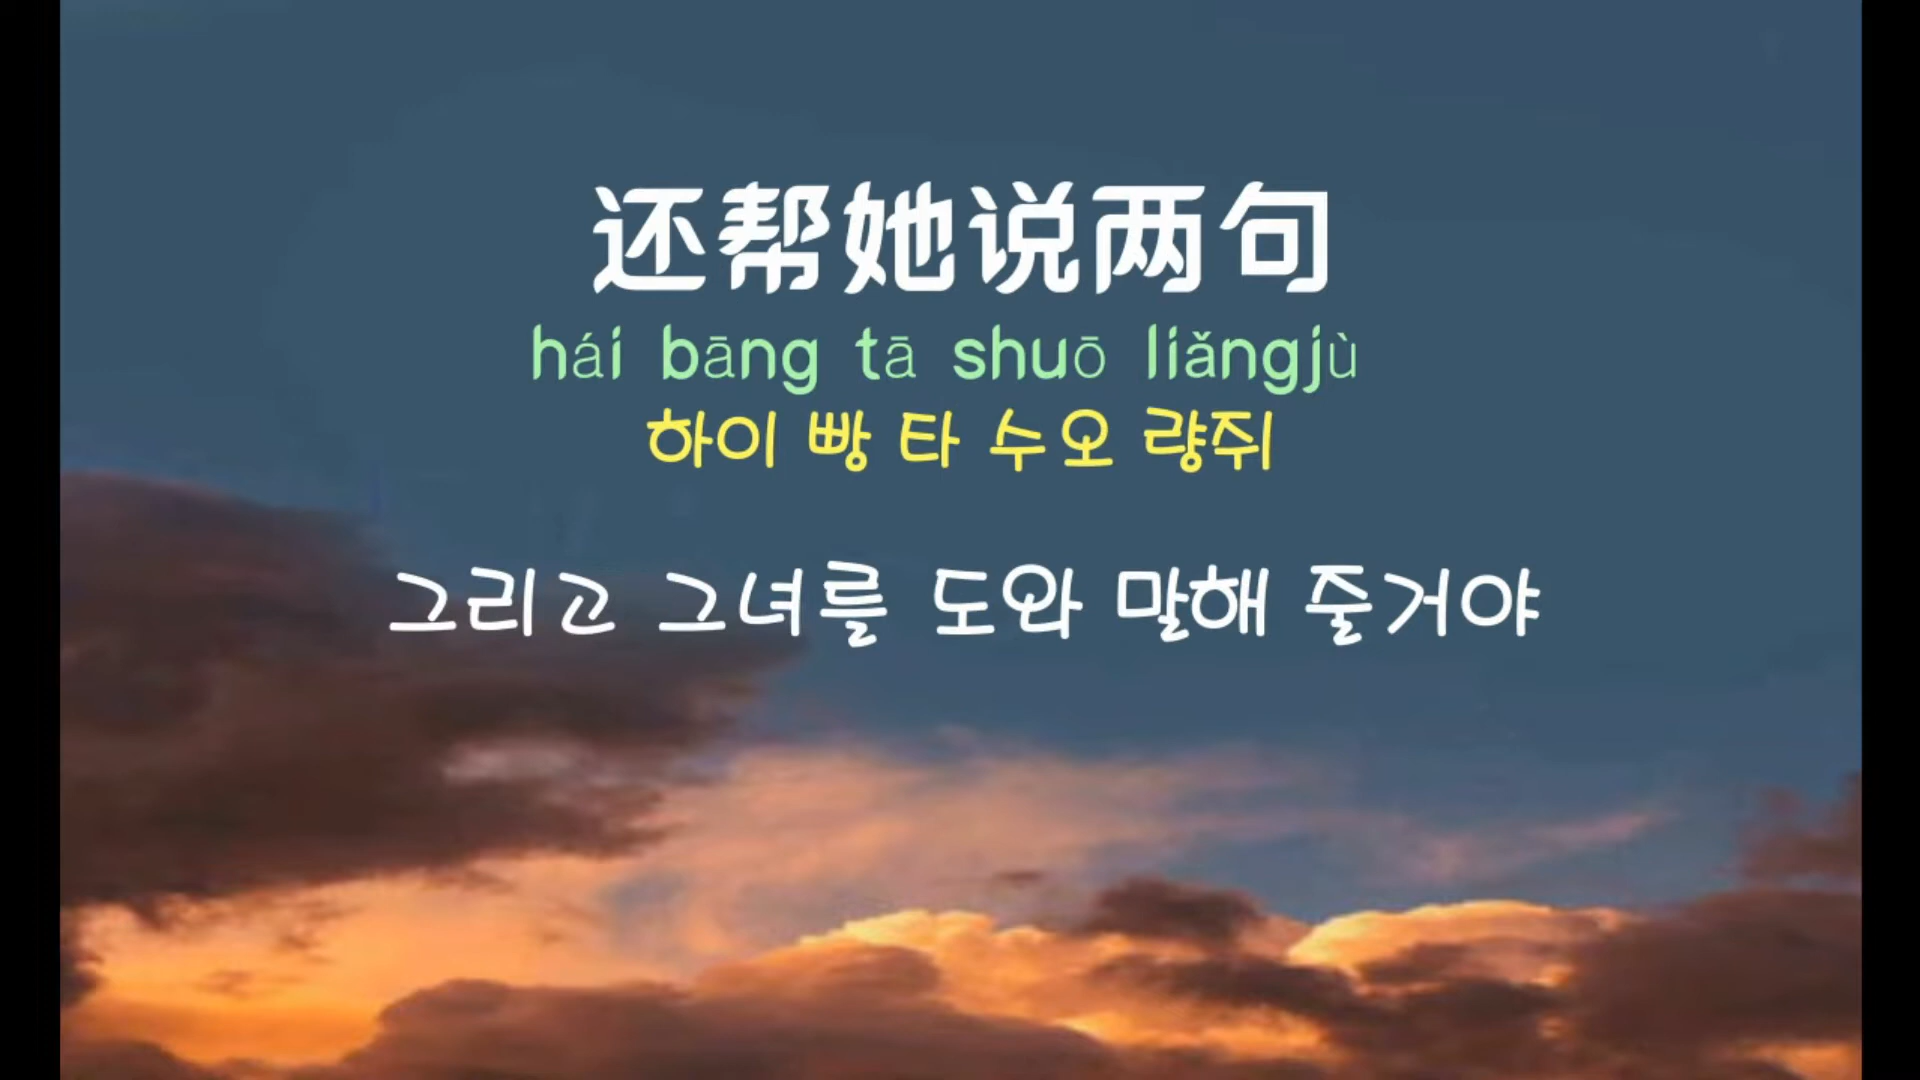 还帮她说两句
hái bāng tā shuō liǎngjù
하이 빵 타 수오 량쥐
그리고 그녀를 도와 말해 줄거야